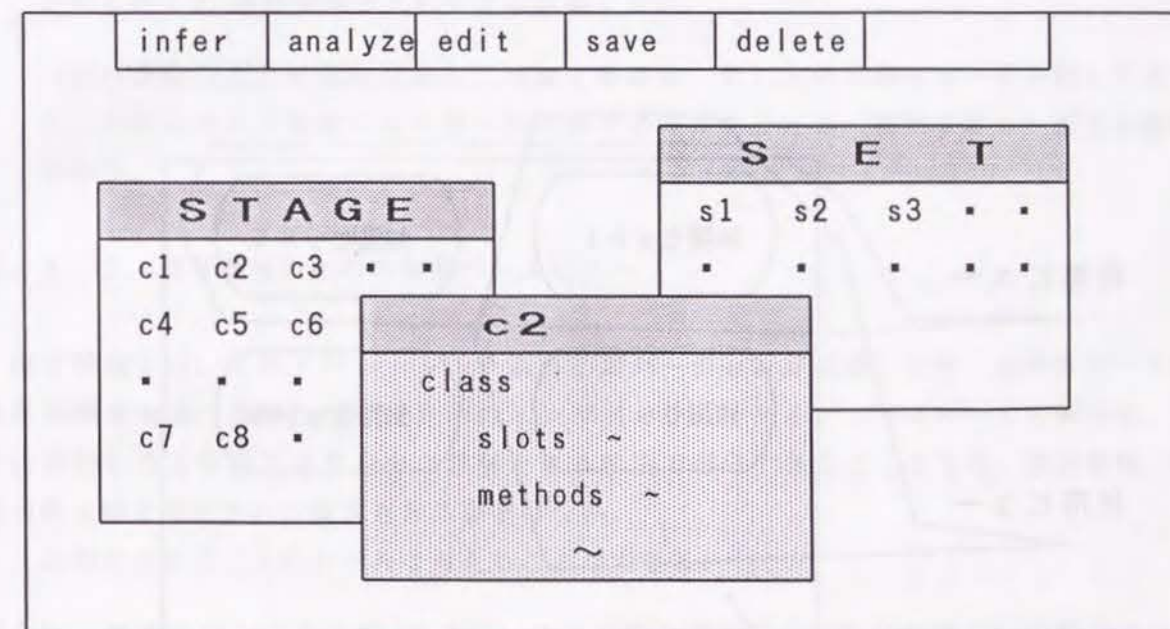 infer analyze edit save delete
S E T
s1 s2 s3 ・ ・
・ ・ ・ ・ ・
S T A G E
c1 c2 c3 ・ ・
c4 c5 c6
・ ・ ・
c7 c8 ・
c2
class
slots ~
methods ~
~